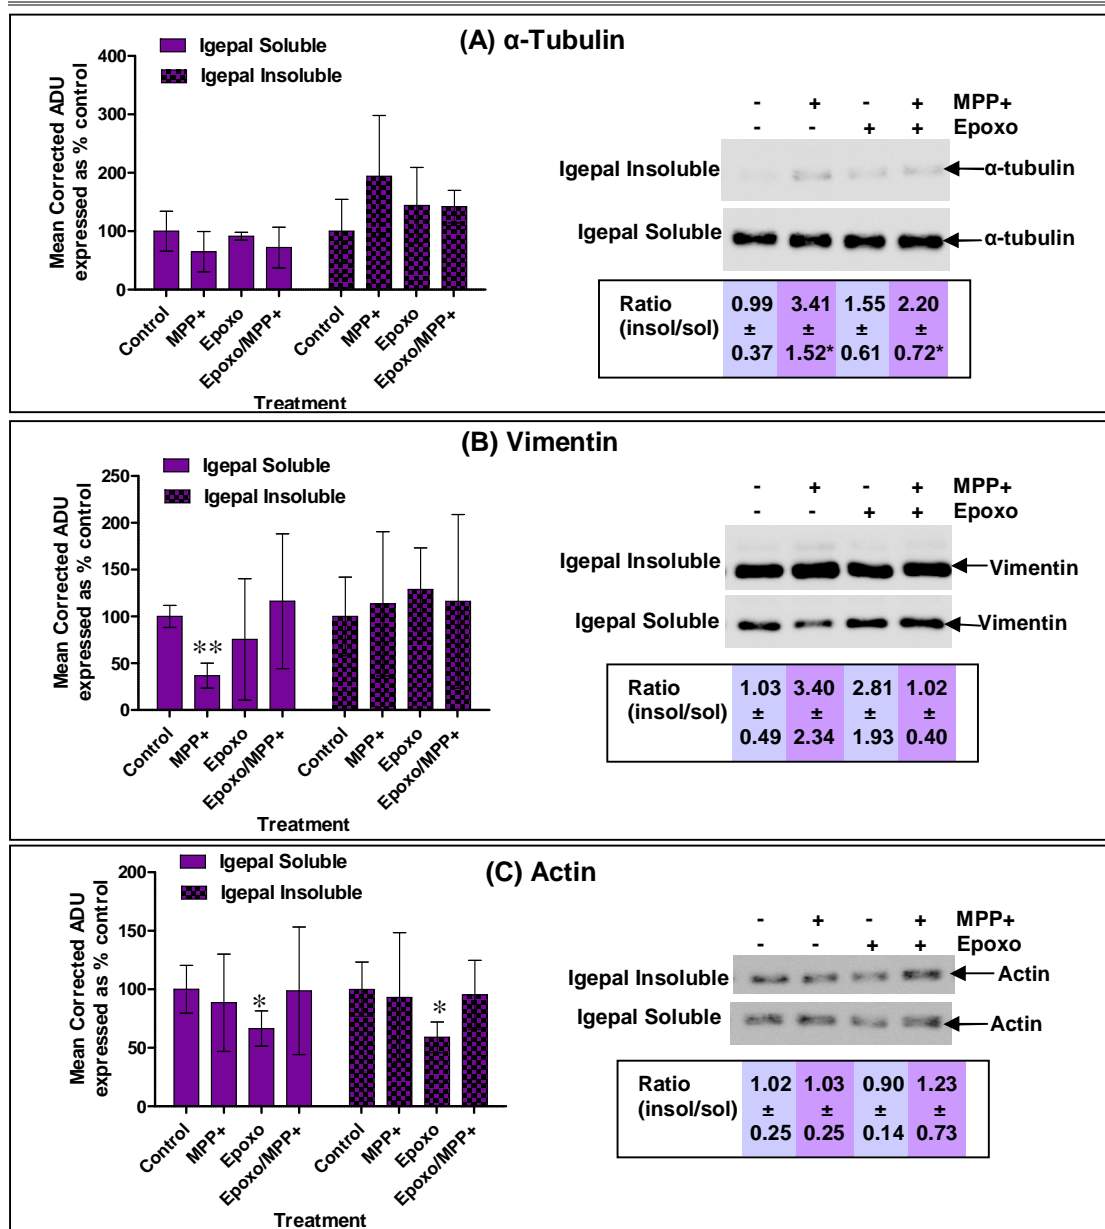 (A) α-Tubulin
Igepal Soluble
Igepal Insoluble
Mean Corrected ADU
expressed as % control
400
300
200
100
0
Control
MPP+
Epoxo
Epoxo/MPP+
Control
MPP+
Epoxo
Epoxo/MPP+
Treatment
- + - + MPP+
- - + + Epoxo
Igepal Insoluble α-tubulin
Igepal Soluble α-tubulin
Ratio 0.99 3.41 1.55 2.20
(insol/sol) ± ± ± ±
0.37 1.52* 0.61 0.72*
(B) Vimentin
Igepal Soluble
Igepal Insoluble
Mean Corrected ADU
expressed as % control
250
200
150
100
50
0
**
Control
MPP+
Epoxo
Epoxo/MPP+
Control
MPP+
Epoxo
Epoxo/MPP+
Treatment
- + - + MPP+
- - + + Epoxo
Igepal Insoluble Vimentin
Igepal Soluble Vimentin
Ratio 1.03 3.40 2.81 1.02
(insol/sol) ± ± ± ±
0.49 2.34 1.93 0.40
(C) Actin
Igepal Soluble
Igepal Insoluble
Mean Corrected ADU
expressed as % control
200
150
100
50
0
* *
Control
MPP+
Epoxo
Epoxo/MPP+
Control
MPP+
Epoxo
Epoxo/MPP+
Treatment
- + - + MPP+
- - + + Epoxo
Igepal Insoluble Actin
Igepal Soluble Actin
Ratio 1.02 1.03 0.90 1.23
(insol/sol) ± ± ± ±
0.25 0.25 0.14 0.73